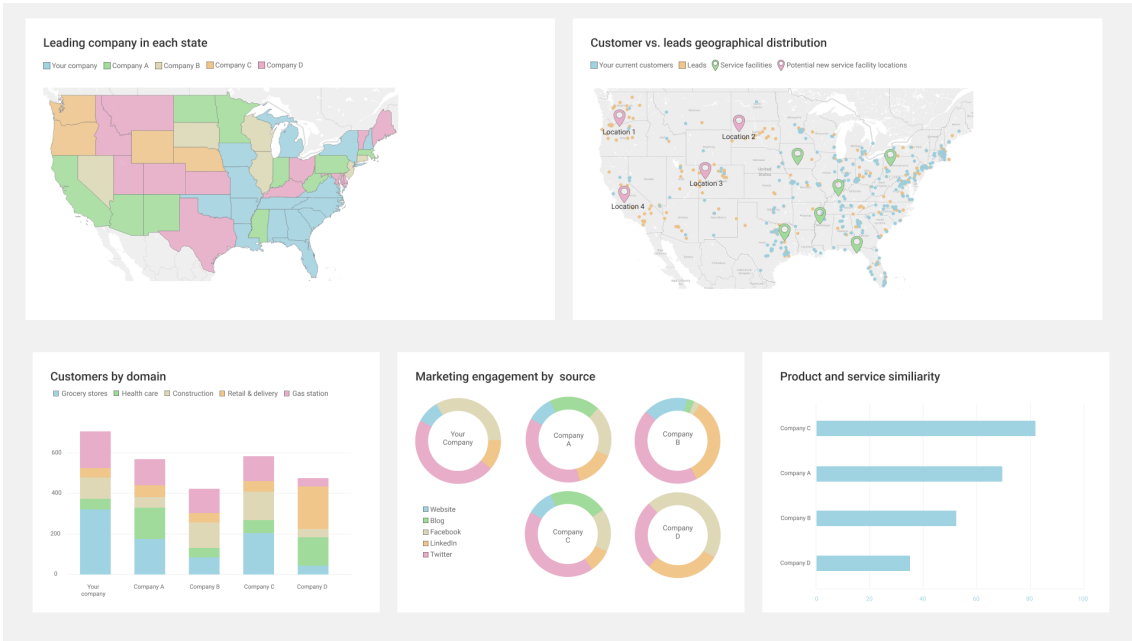 Leading company in each state
Your company Company A Company B Company C Company D
Customer vs. leads geographical distribution
Your current customers Leads Service facilities Potential new service facility locations
Location 1
Location 2
United
States
Location 3
Location 4
Customers by domain
Grocery stores Health care Construction Retail & delivery Gas station
600
400
200
0
Your
company
Company A
Company B
Company C
Company D
Marketing engagement by source
Your
Company
Company
A
Company
B
Website
Blog
Facebook
LinkedIn
Twitter
Company
C
Company
D
Product and service similiarity
Company C
Company A
Company B
Company D
0 20 40 60 80 100